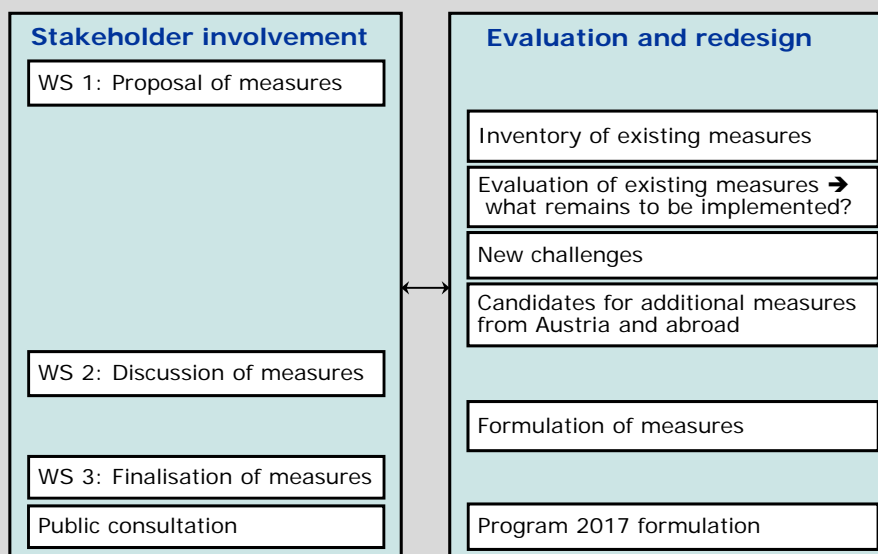 Stakeholder involvement
WS 1: Proposal of measures
WS 2: Discussion of measures
WS 3: Finalisation of measures
Public consultation
Evaluation and redesign
Inventory of existing measures
Evaluation of existing measures ➔
what remains to be implemented?
New challenges
Candidates for additional measures
from Austria and abroad
Formulation of measures
Program 2017 formulation